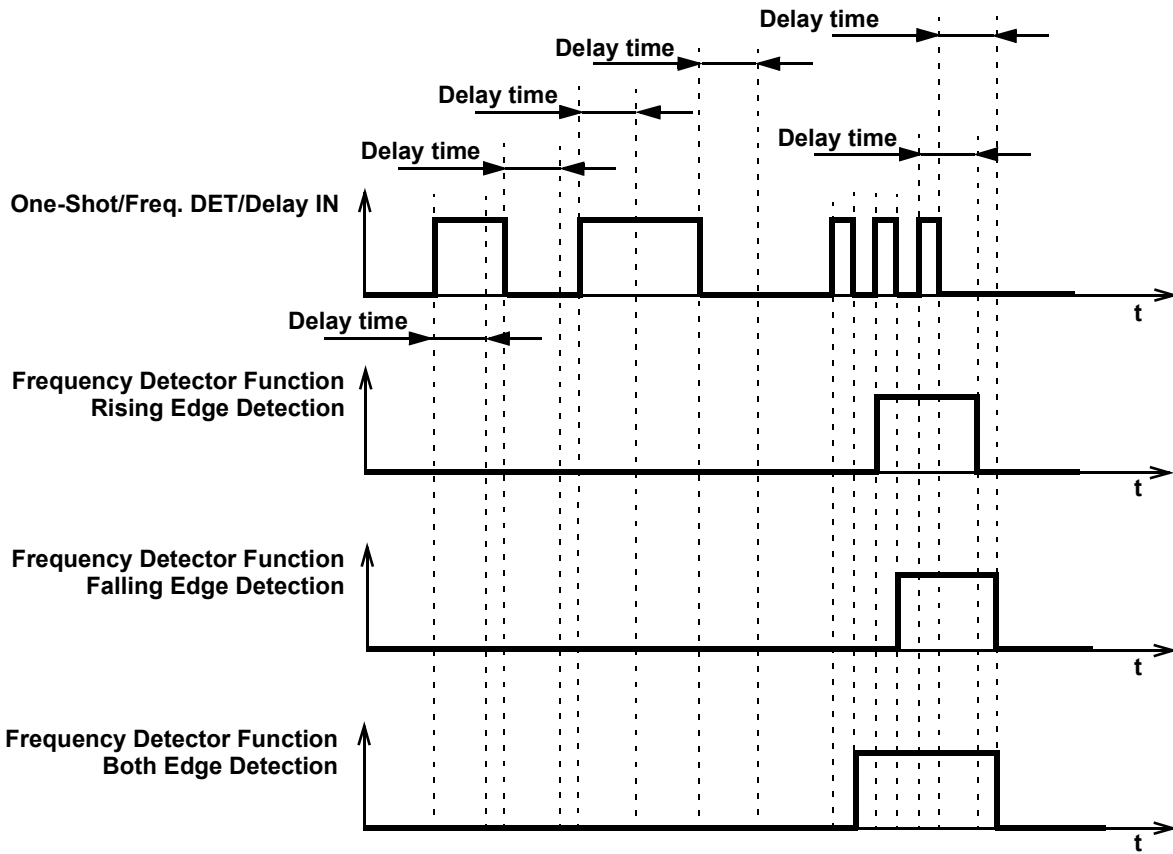 Delay time
Delay time
Delay time
Delay time
Delay time
One-Shot/Freq. DET/Delay IN
t
Delay time
Frequency Detector Function
Rising Edge Detection
t
Frequency Detector Function
Falling Edge Detection
t
Frequency Detector Function
Both Edge Detection
t